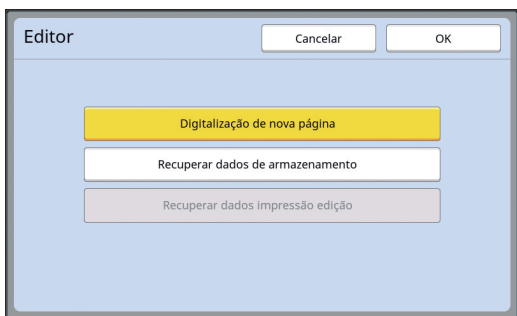 Editor
Cancelar
OK
Digitalização de nova página
Recuperar dados de armazenamento
Recuperar dados impressão edição